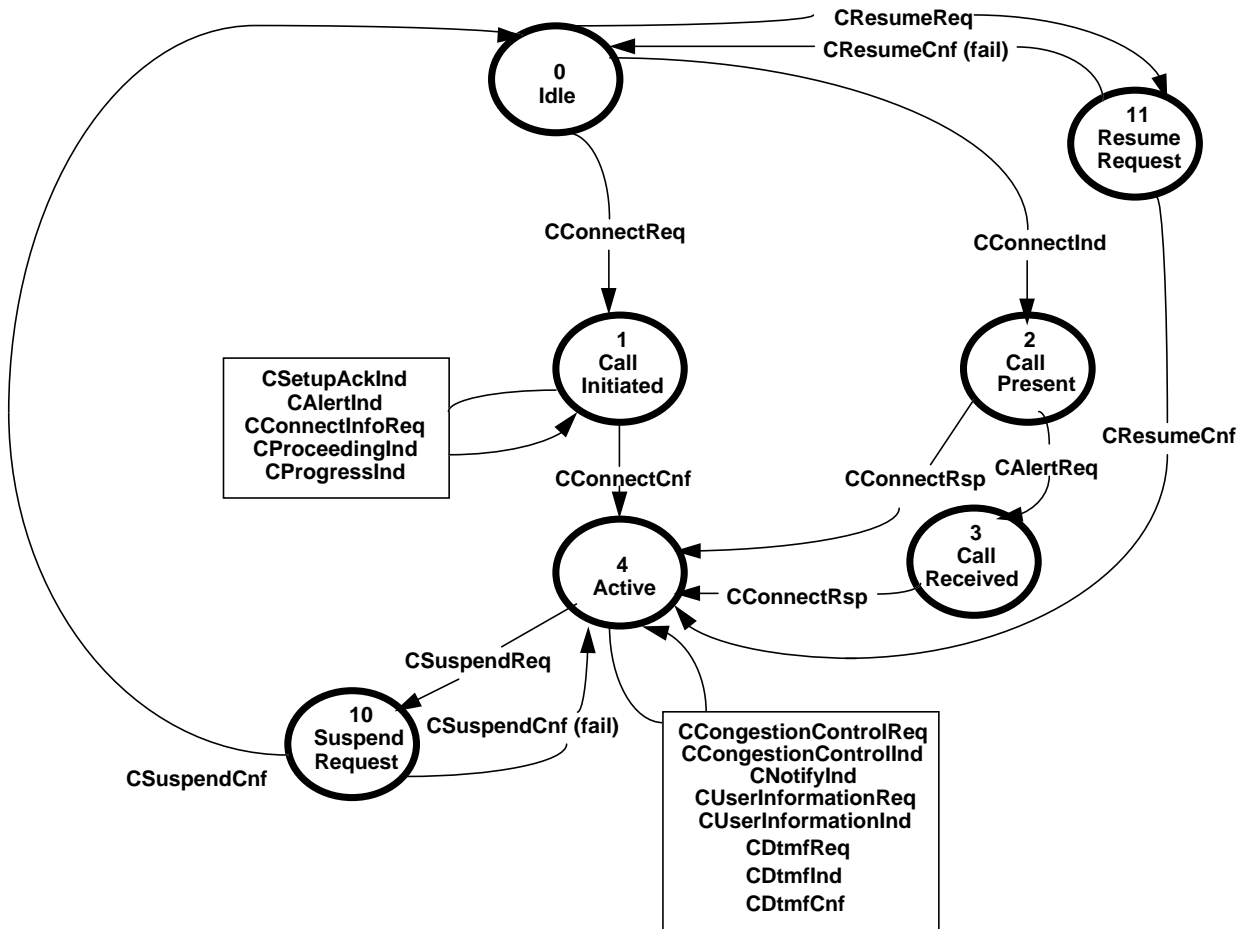 CResumeReq
CResumeCnf (fail)
0
Idle
11
Resume
Request
CConnectReq
CConnectInd
1
Call
Initiated
2
Call
Present
CSetupAckInd
CAlertInd
CConnectInfoReq
CProceedingInd
CProgressInd
CResumeCnf
CConnectCnf
CConnectRsp
CAlertReq
3
Call
Received
4
Active
CConnectRsp
CSuspendReq
10
Suspend
Request
CSuspendCnf (fail)
CSuspendCnf
CCongestionControlReq
CCongestionControlInd
CNotifyInd
CUserInformationReq
CUserInformationInd
CDtmfReq
CDtmfInd
CDtmfCnf